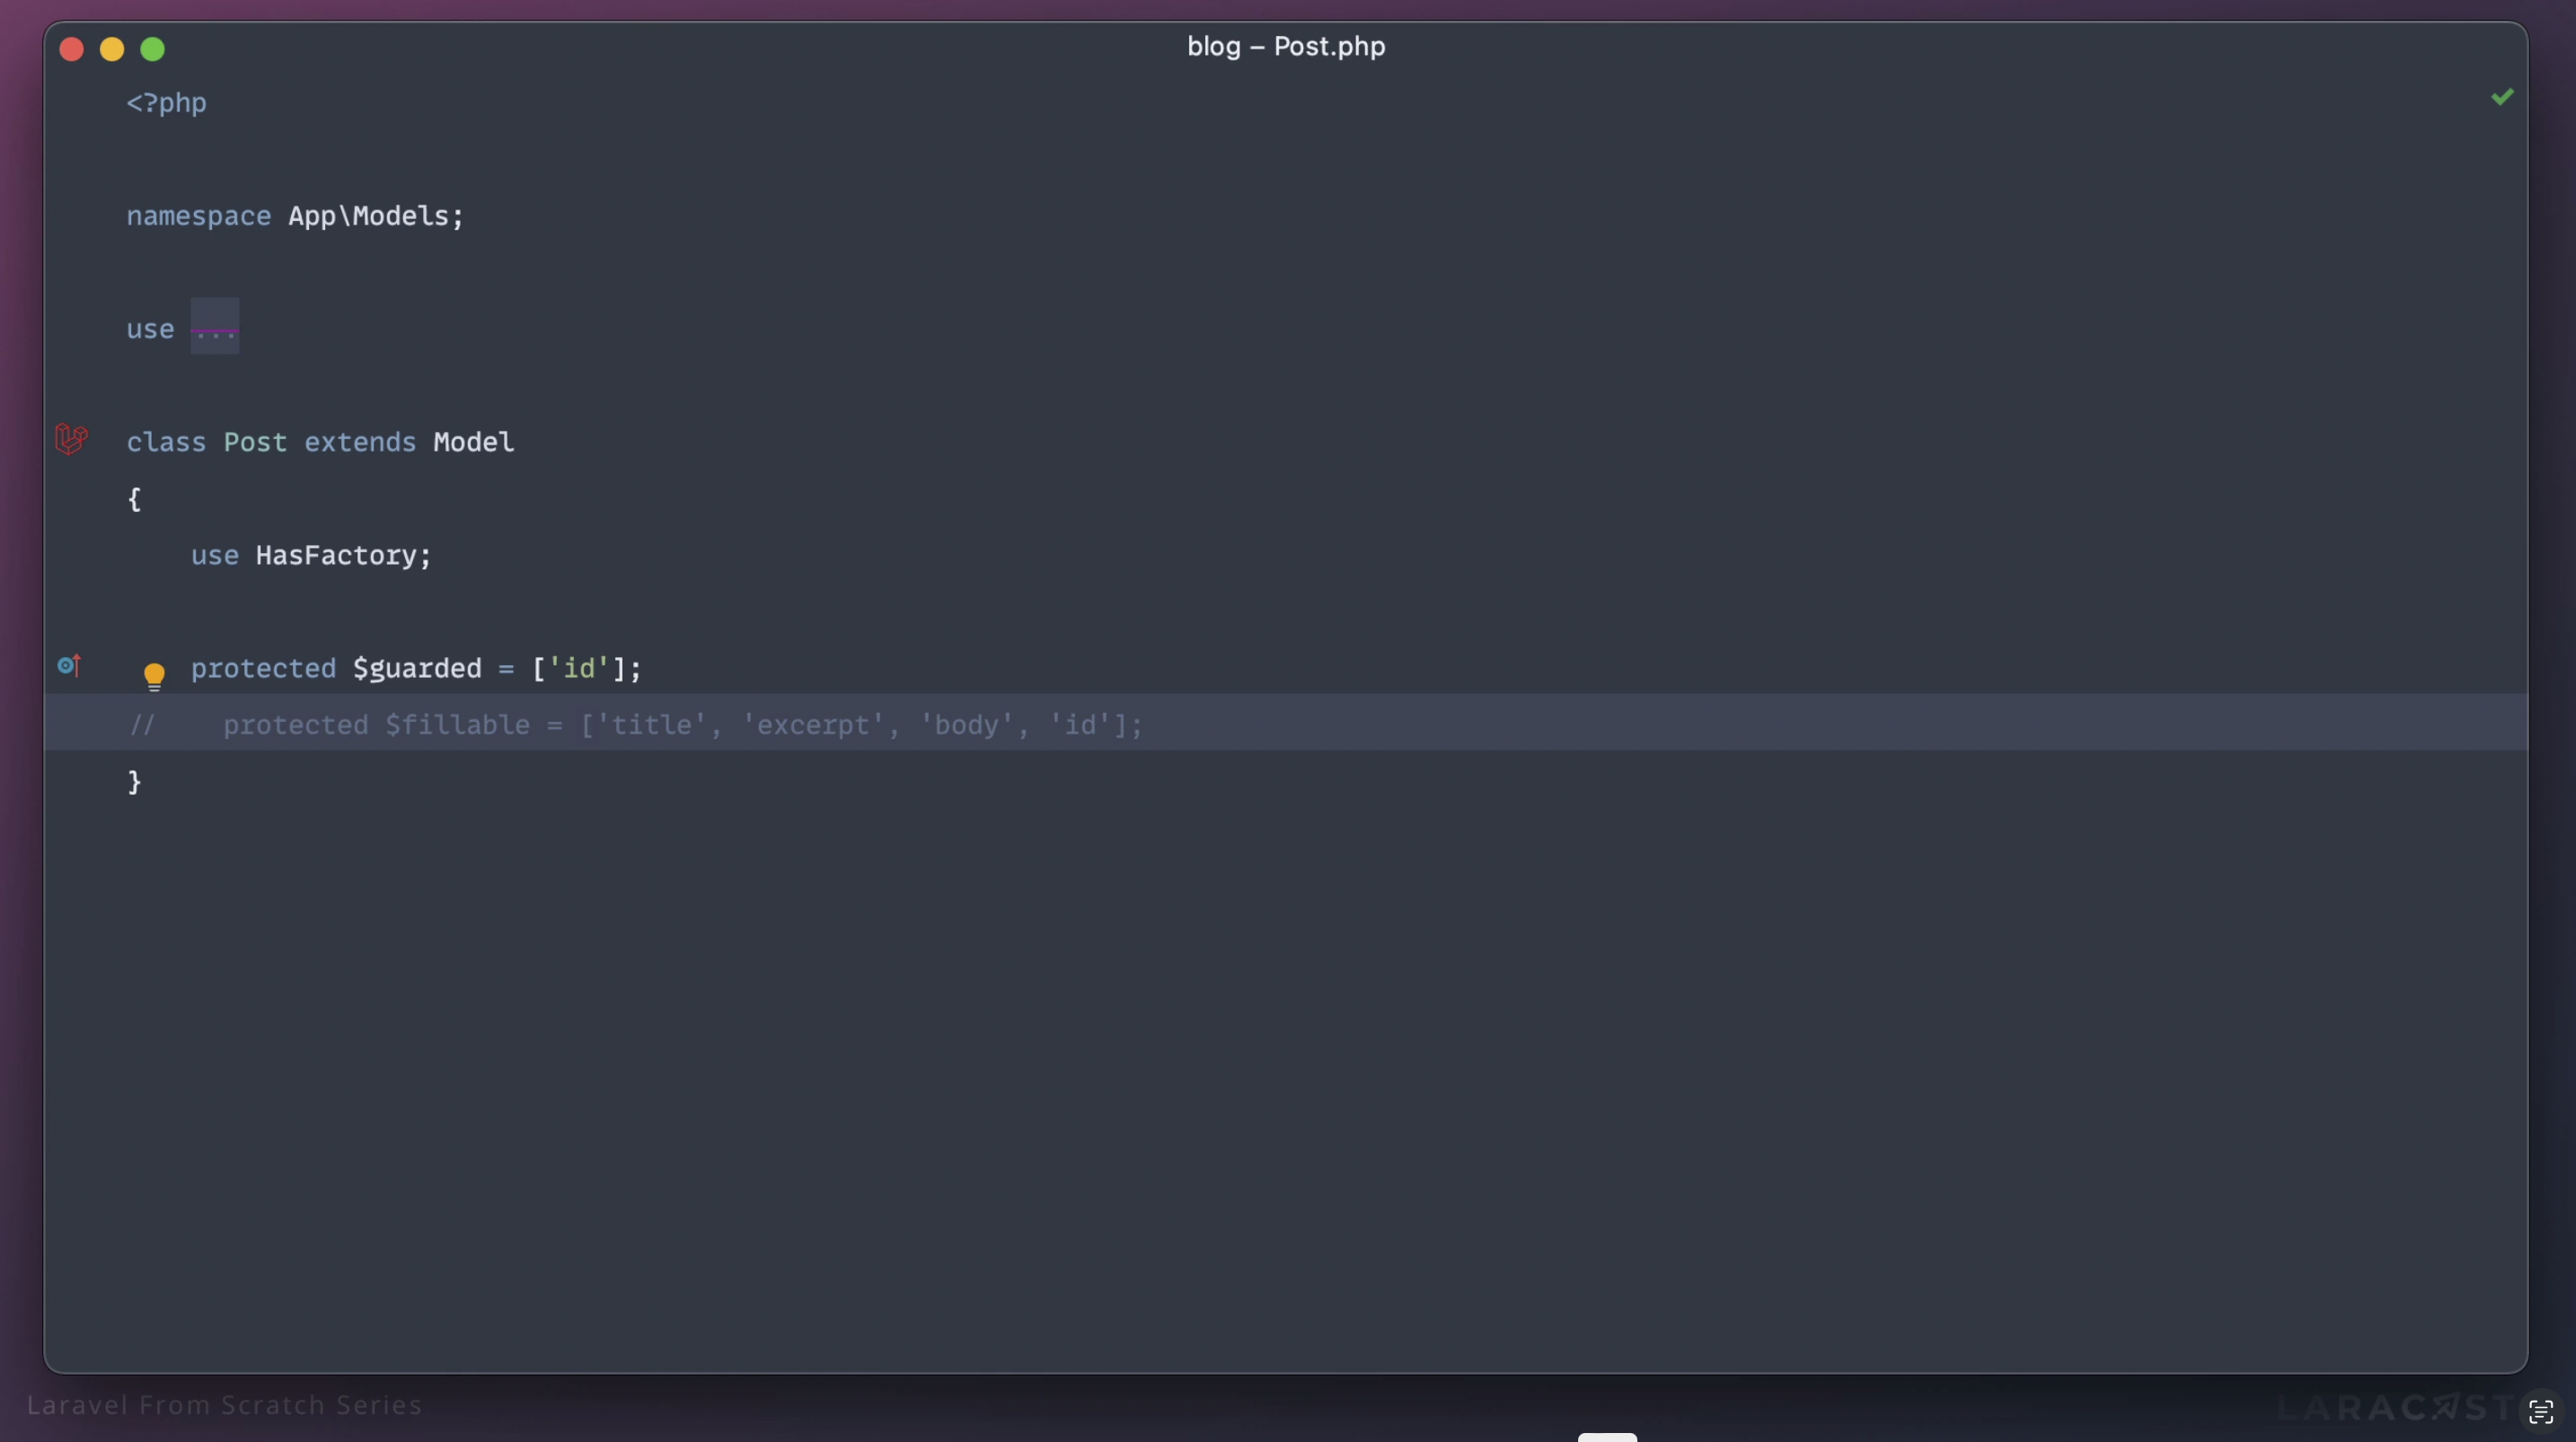 blog – Post.php
<?php
namespace App\Models;
use ...
class Post extends Model
{
use HasFactory;
protected $guarded = ['id'];
// protected $fillable = ['title', 'excerpt', 'body', 'id'];
}
Laravel From Scratch Series
LARACAST